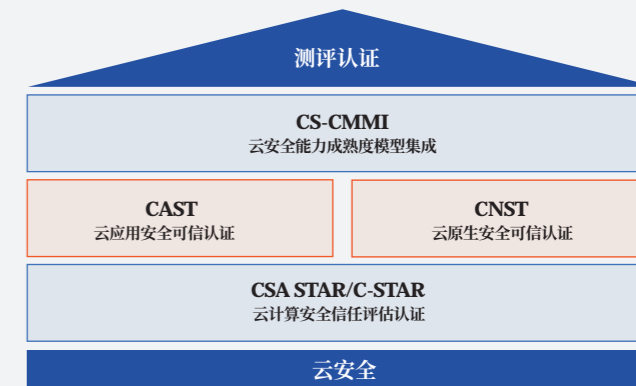 测评认证
CS-CMMI
云安全能力成熟度模型集成
CAST
云应用安全可信认证
CNST
云原生安全可信认证
CSA STAR/C-STAR
云计算安全信任评估认证
云安全